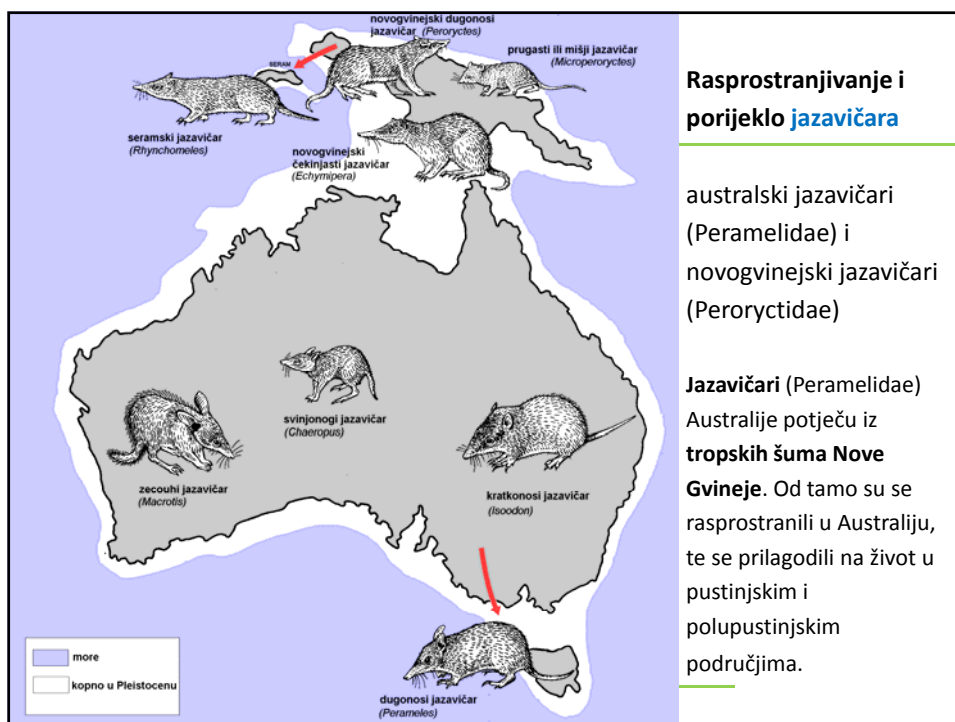 novogvinejski dugonosi
jazavičar (Peroryctes)
prugasti ili mišji jazavičar
(Microperoryctes)
SERAM
seramski jazavičar
(Rhynchomeles)
novogvinejski
čekinjasti jazavičar
(Echymipera)
svinjonogi jazavičar
(Chaeropus)
zecouhi jazavičar
(Macrotis)
kratkonosi jazavičar
(Isoodon)
more
kopno u Pleistocenu
dugonosi jazavičar
(Perameles)
Rasprostranjivanje i
porijeklo jazavičara
australski jazavičari
(Peramelidae) i
novogvinejski jazavičari
(Peroryctidae)
Jazavičari (Peramelidae)
Australije potječu iz
tropskih šuma Nove
Gvineje. Od tamo su se
rasprostranili u Australiju,
te se prilagodili na život u
pustinjskim i
polupustinjskim
područjima.